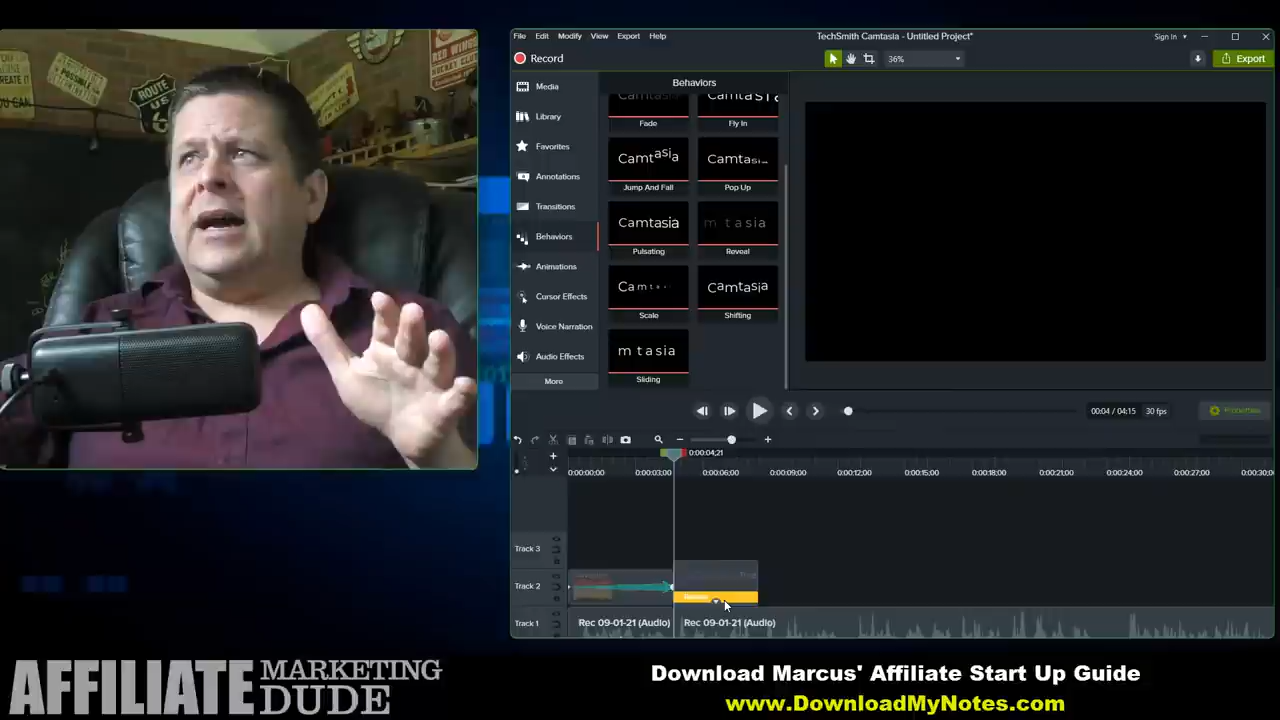 ROUTE
US
File Edit Modify View Export Help
TechSmith Camtasia - Untitled Project*
Sign In
Record
36%
Export
Media
Library
Favorites
Annotations
Transitions
Behaviors
Animations
Cursor Effects
Voice Narration
Audio Effects
More
Behaviors
Fade
Fly In
Camtasia
Jump And Fall
Pop Up
Camtasia
Pulsating
m t a s i a
Reveal
Scale
Camtasia
Shifting
m t a s i a
Sliding
00:04 / 04:15 30 fps
Properties
0:00:04;21
0:00:00;00 0:00:03;00 0:00:06;00 0:00:09;00 0:00:12;00 0:00:15;00 0:00:18;00 0:00:21;00 0:00:24;00 0:00:27;00
Track 3
Track 2
Track 1
Rec 09-01-21 (Audio) Rec 09-01-21 (Audio)
AFFILIATE MARKETING DUDE
Download Marcus' Affiliate Start Up Guide
www.DownloadMyNotes.com